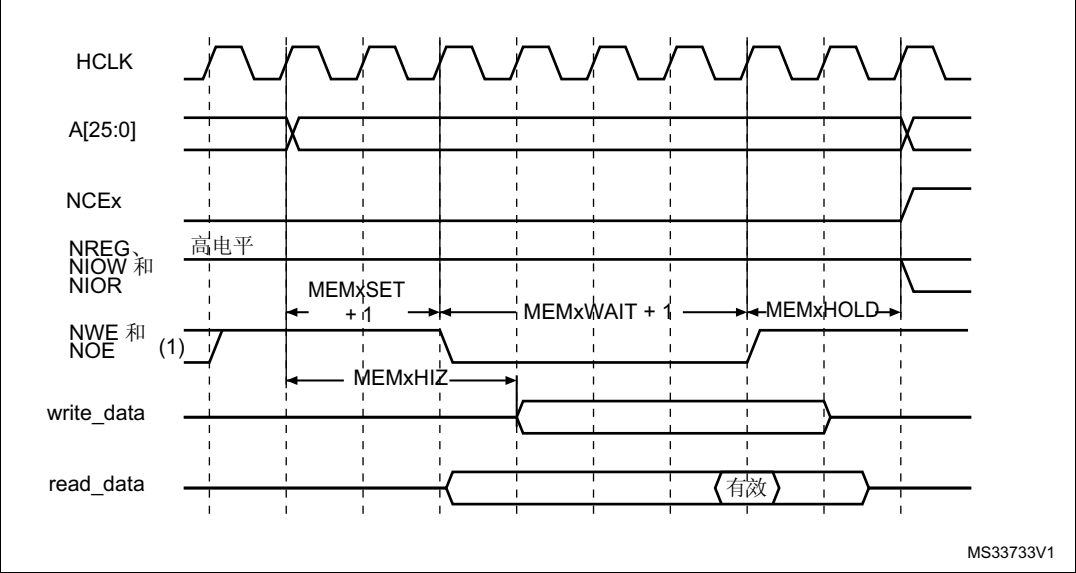 HCLK
A[25:0]
NCEx
高电平
NREG、
NIOW 和
NIOR
MEMxSET
+ 1
MEMxWAIT + 1
MEMxHOLD
NWE 和
NOE (1)
MEMxHIZ
write_data
read_data
有效
MS33733V1